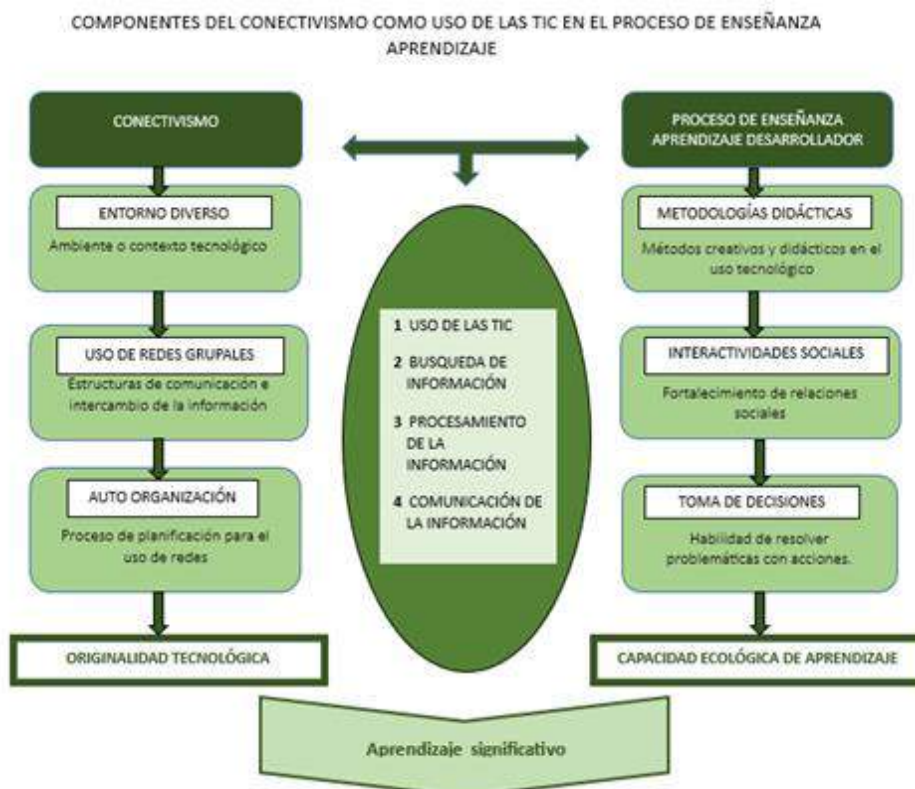 COMPONENTES DEL CONECTIVISMO COMO USO DE LAS TIC EN EL PROCESO DE ENSEÑANZA
APRENDIZAJE
CONECTIVISMO
ENTORNO DIVERSO
Ambiente o contexto tecnológico
USO DE REDES GRUPALES
Estructuras de comunicación e
intercambio de la información
AUTO ORGANIZACIÓN
Proceso de planificación para el
uso de redes
ORIGINALIDAD TECNOLÓGICA
1 USO DE LAS TIC
2 BUSQUEDA DE
INFORMACIÓN
3 PROCESAMIENTO
DE LA
INFORMACIÓN
4 COMUNICACIÓN DE
LA INFORMACIÓN
PROCESO DE ENSEÑANZA
APRENDIZAJE DESARROLLADOR
METODOLOGÍAS DIDÁCTICAS
Métodos creativos y didácticos en el
uso tecnológico
INTERACTIVIDADES SOCIALES
Fortalecimiento de relaciones
sociales
TOMA DE DECISIONES
Habilidad de resolver
problemáticas con acciones.
CAPACIDAD ECOLÓGICA DE APRENDIZAJE
Aprendizaje significativo